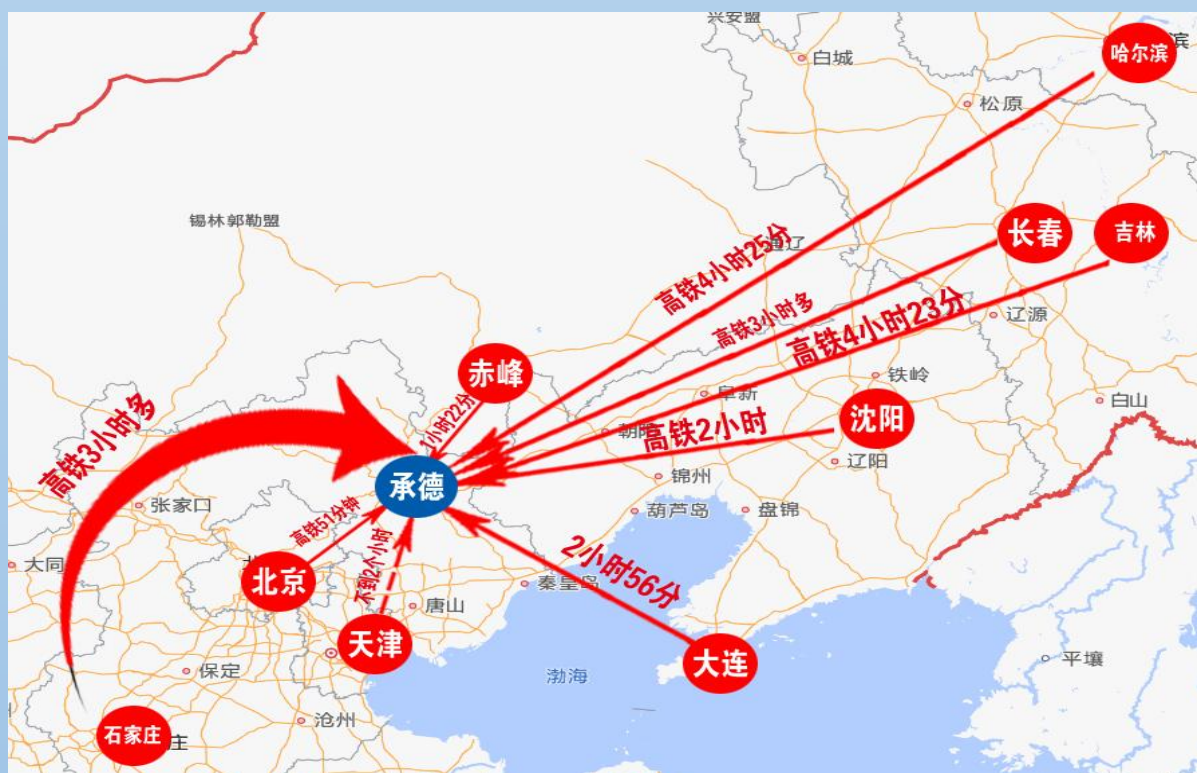 兴安盟
白城
哈尔滨
滨
松原
锡林郭勒盟
通辽
长春
吉林
高铁4小时25分
高铁3小时多
高铁4小时23分
辽源
赤峰
铁岭
阜新
白山
沈阳
朝阳
高铁2小时
1小时22分
高铁3小时多
辽阳
承德
锦州
张家口
葫芦岛
盘锦
高铁51分钟
不到2个小时
2小时56分
大同
北
北京
秦皇岛
唐山
天津
大连
平壤
保定
渤海
沧州
石家庄
庄